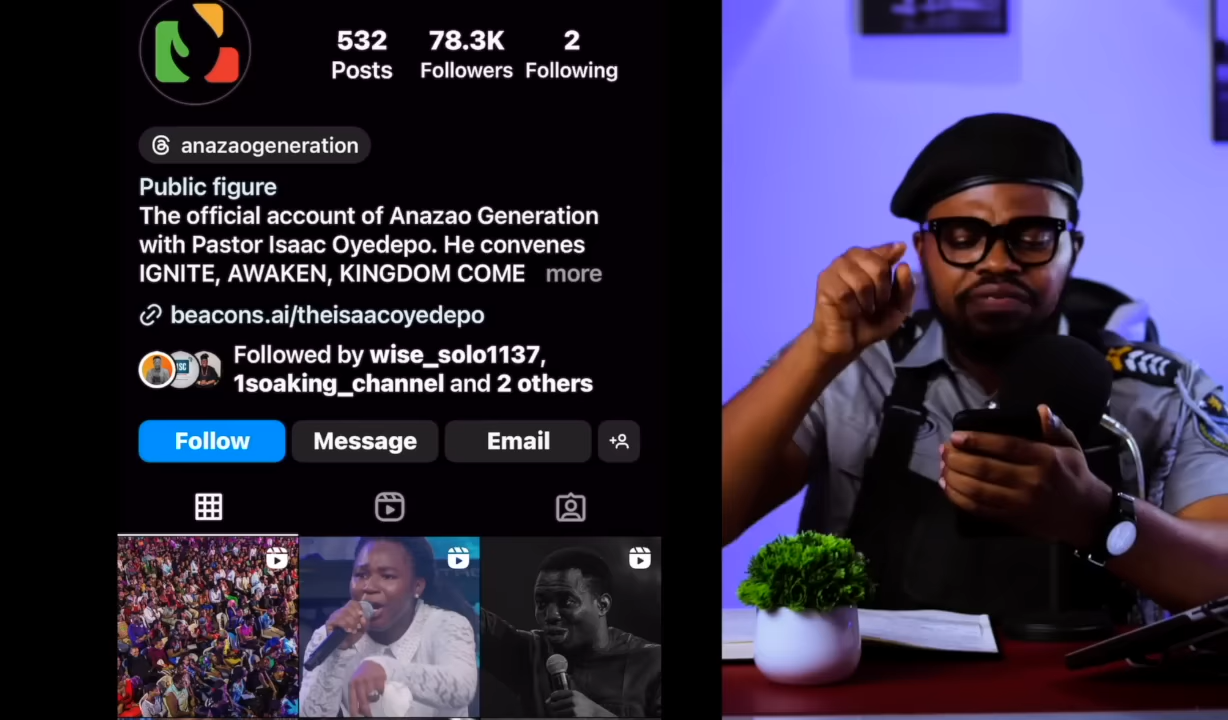 532
78.3K
2
Posts
Followers
Following
anazaogeneration
Public figure
The official account of Anazao Generation
with Pastor Isaac Oyedepo. He convenes
IGNITE, AWAKEN, KINGDOM COME more
beacons.ai/theisaacoyedepo
Followed by wise_solo1137,
1soaking_channel and 2 others
Follow
Message
Email